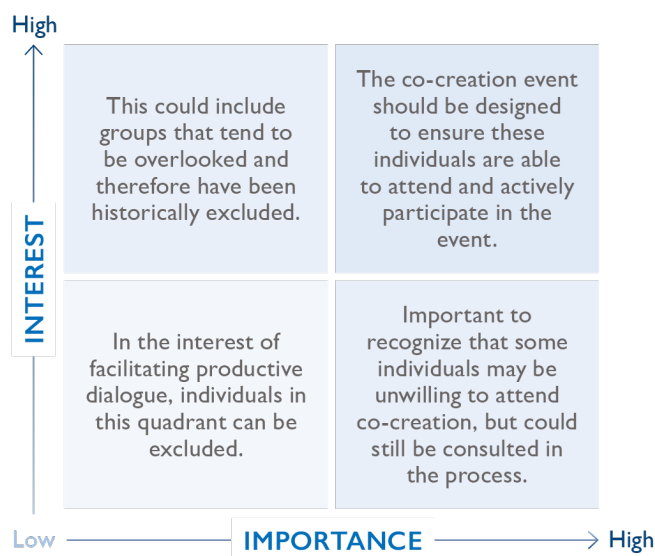 High
This could include
groups that tend to
be overlooked and
therefore have been
historically excluded.
The co-creation event
should be designed
to ensure these
individuals are able
to attend and actively
participate in the
event.
INTEREST
In the interest of
facilitating productive
dialogue, individuals in
this quadrant can be
excluded.
Important to
recognize that some
individuals may be
unwilling to attend
co-creation, but could
still be consulted in
the process.
Low
IMPORTANCE
High